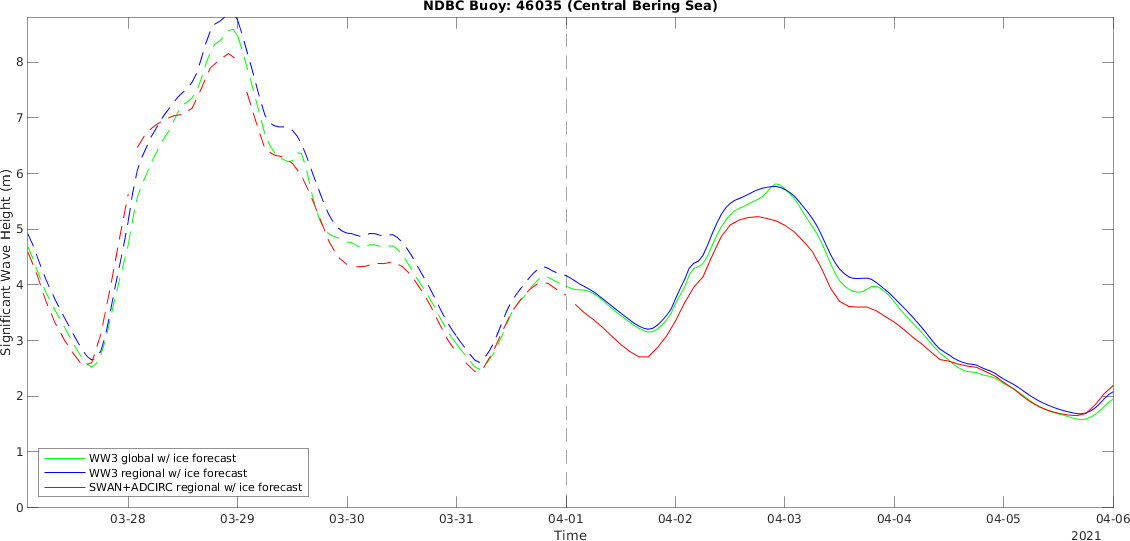 NDBC Buoy: 46035 (Central Bering Sea)
8
7
6
5
4
3
2
1
0
Significant Wave Height (m)
WW3 global w/ ice forecast
WW3 regional w/ ice forecast
SWAN+ADCIRC regional w/ ice forecast
03-28 03-29 03-30 03-31 04-01 04-02 04-03 04-04 04-05 04-06
Time
2021